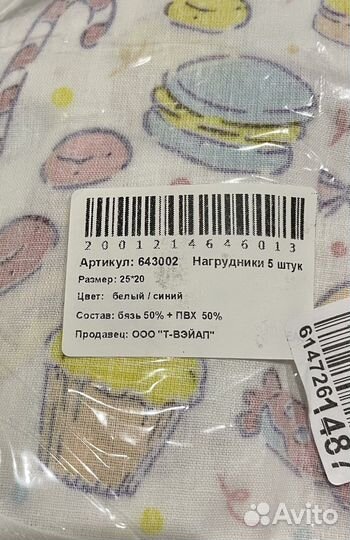 2001214646013
Артикул: 643002 Нагрудники 5 штук
Размер: 25*20
Цвет: белый / синий
Состав: бязь 50% + ПВХ 50%
Продавец: ООО "Т-ВЭЙАП"
6147261487
Avito